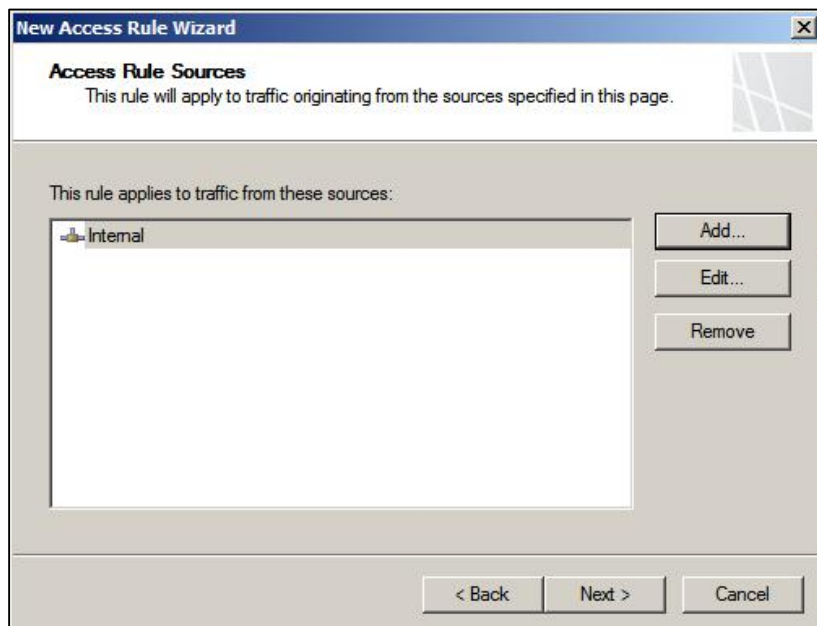 New Access Rule Wizard
Access Rule Sources
This rule will apply to traffic originating from the sources specified in this page.
This rule applies to traffic from these sources:
Internal
Add...
Edit...
Remove
< Back
Next >
Cancel